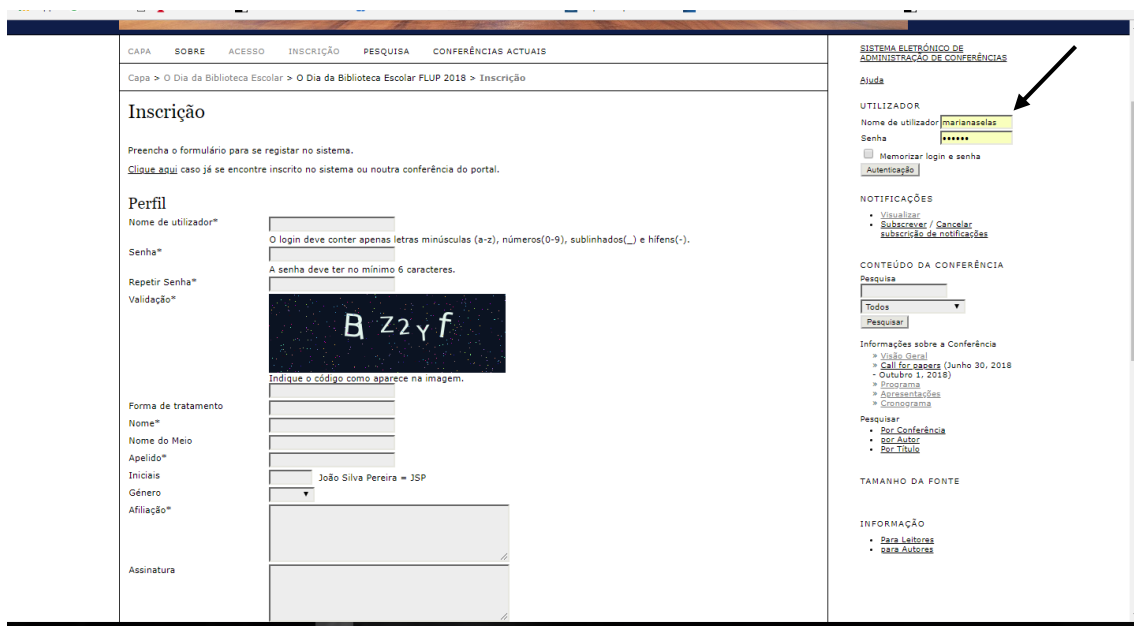 CAPA SOBRE ACESSO INSCRIÇÃO PESQUISA CONFERÊNCIAS ACTUAIS
Capa > O Dia da Biblioteca Escolar > O Dia da Biblioteca Escolar FLUP 2018 > Inscrição
Inscrição
Preencha o formulário para se registar no sistema.
Clique aqui caso já se encontre inscrito no sistema ou noutra conferência do portal.
Perfil
Nome de utilizador*
O login deve conter apenas letras minúsculas (a-z), números(0-9), sublinhados(_) e hífens(-).
Senha*
A senha deve ter no mínimo 6 caracteres.
Repetir Senha*
Validação*
B Z2Yf
Indique o código como aparece na imagem.
Forma de tratamento
Nome*
Nome do Meio
Apelido*
Iniciais
João Silva Pereira = JSP
Género
Afiliação*
Assinatura
SISTEMA ELETRÓNICO DE
ADMINISTRAÇÃO DE CONFERÊNCIAS
Ajuda
UTILIZADOR
Nome de utilizador marianaselas
Senha ••••••
Memorizar login e senha
Autenticação
NOTIFICAÇÕES
Visualizar
Subscrever / Cancelar
subscrição de notificações
CONTEÚDO DA CONFERÊNCIA
Pesquisa
Todos
Pesquisar
Informações sobre a Conferência
» Visão Geral
» Call for papers (Junho 30, 2018
- Outubro 1, 2018)
» Programa
» Apresentações
» Cronograma
Pesquisar
Por Conferência
por Autor
Por Título
TAMANHO DA FONTE
INFORMAÇÃO
Para Leitores
para Autores